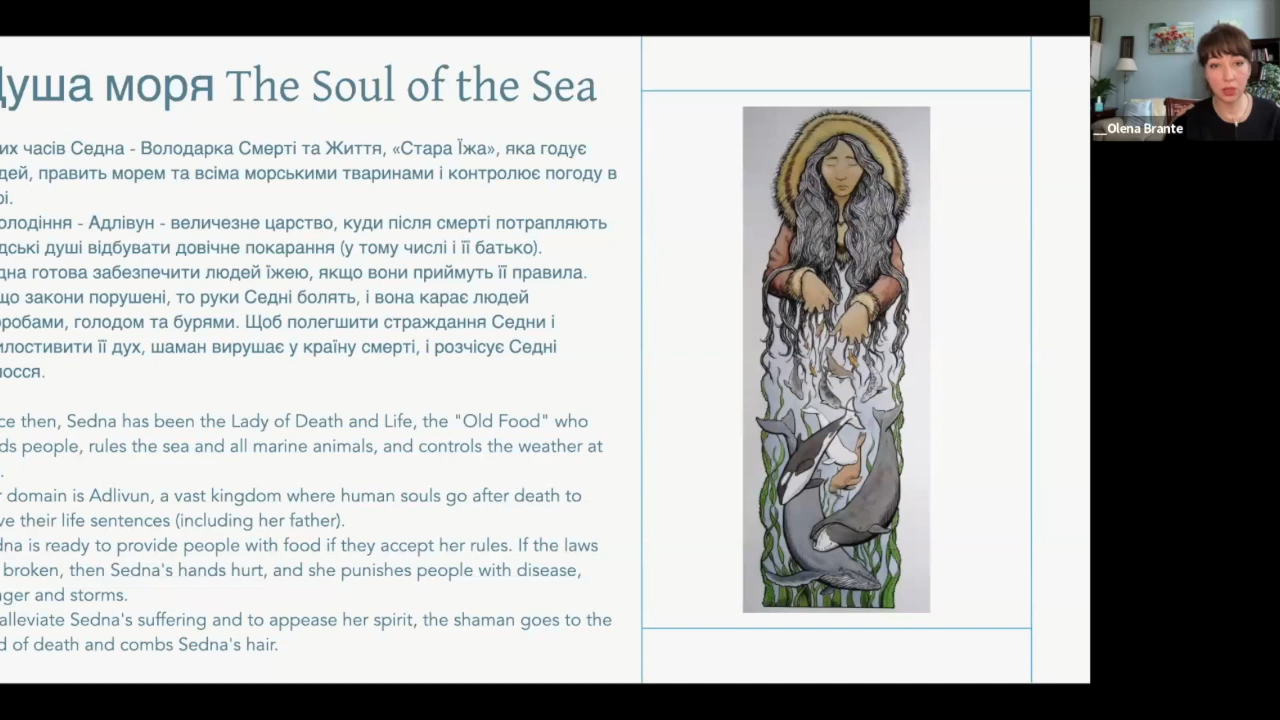 Душа моря The Soul of the Sea
их часів Седна - Володарка Смерті та Життя, «Стара Їжа», яка годує
дей, править морем та всіма морськими тваринами і контролює погоду в
рі.
олодіння - Адлівун - величезне царство, куди після смерті потрапляють
дські душі відбувати довічне покарання (у тому числі і її батько).
дна готова забезпечити людей їжею, якщо вони приймуть її правила.
що закони порушені, то руки Седні болять, і вона карає людей
оробами, голодом та бурями. Щоб полегшити страждання Седни і
илостивити її дух, шаман вирушає у країну смерті, і розчісує Седні
лосся.
ce then, Sedna has been the Lady of Death and Life, the "Old Food" who
ds people, rules the sea and all marine animals, and controls the weather at
.
r domain is Adlivun, a vast kingdom where human souls go after death to
ve their life sentences (including her father).
dna is ready to provide people with food if they accept her rules. If the laws
broken, then Sedna's hands hurt, and she punishes people with disease,
ger and storms.
alleviate Sedna's suffering and to appease her spirit, the shaman goes to the
d of death and combs Sedna's hair.
__Olena Brante